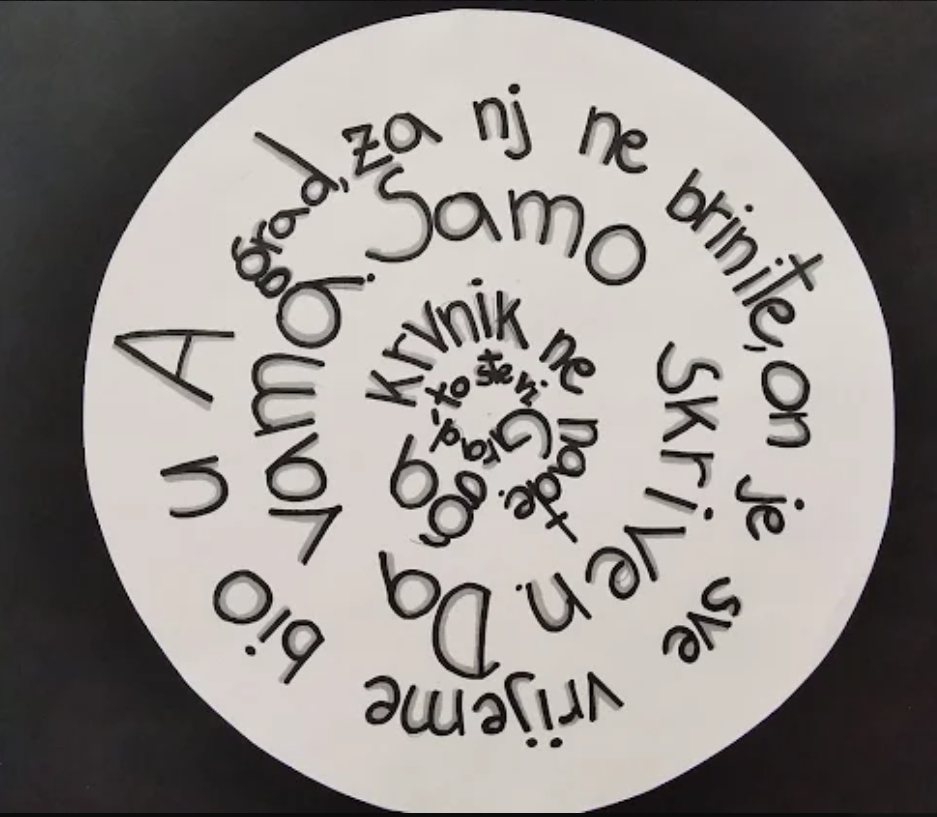 A grad, za nj ne brinite, on je sve vrijeme bio u vama. Samo skriven. Da ga krvnik ne nađe. Grad - to ste vi